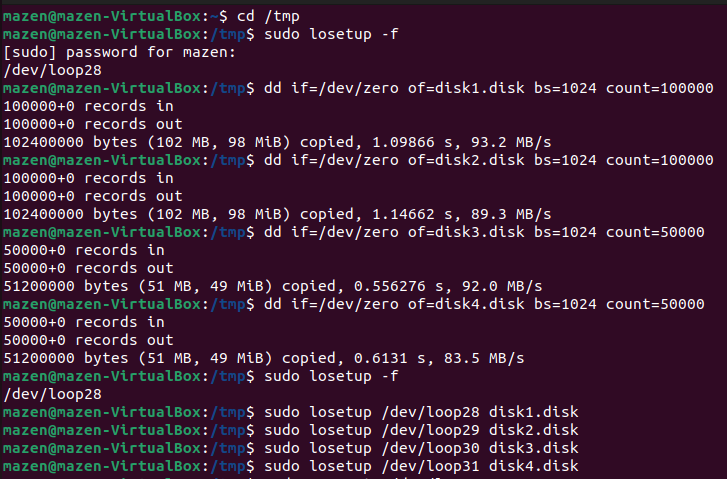 mazen@mazen-VirtualBox:~$ cd /tmp
mazen@mazen-VirtualBox:/tmp$ sudo losetup -f
[sudo] password for mazen:
/dev/loop28
mazen@mazen-VirtualBox:/tmp$ dd if=/dev/zero of=disk1.disk bs=1024 count=100000
100000+0 records in
100000+0 records out
102400000 bytes (102 MB, 98 MiB) copied, 1.09866 s, 93.2 MB/s
mazen@mazen-VirtualBox:/tmp$ dd if=/dev/zero of=disk2.disk bs=1024 count=100000
100000+0 records in
100000+0 records out
102400000 bytes (102 MB, 98 MiB) copied, 1.14662 s, 89.3 MB/s
mazen@mazen-VirtualBox:/tmp$ dd if=/dev/zero of=disk3.disk bs=1024 count=50000
50000+0 records in
50000+0 records out
51200000 bytes (51 MB, 49 MiB) copied, 0.556276 s, 92.0 MB/s
mazen@mazen-VirtualBox:/tmp$ dd if=/dev/zero of=disk4.disk bs=1024 count=50000
50000+0 records in
50000+0 records out
51200000 bytes (51 MB, 49 MiB) copied, 0.6131 s, 83.5 MB/s
mazen@mazen-VirtualBox:/tmp$ sudo losetup -f
/dev/loop28
mazen@mazen-VirtualBox:/tmp$ sudo losetup /dev/loop28 disk1.disk
mazen@mazen-VirtualBox:/tmp$ sudo losetup /dev/loop29 disk2.disk
mazen@mazen-VirtualBox:/tmp$ sudo losetup /dev/loop30 disk3.disk
mazen@mazen-VirtualBox:/tmp$ sudo losetup /dev/loop31 disk4.disk